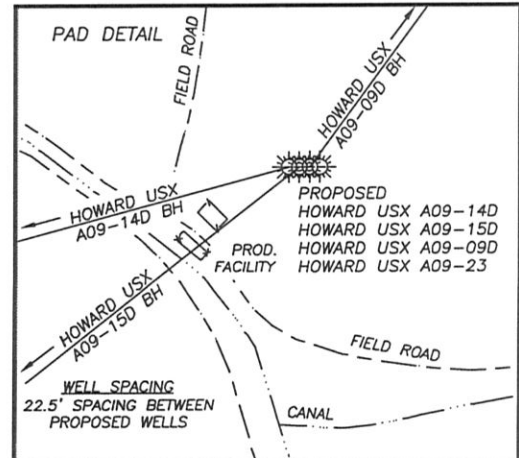 PAD DETAIL
FIELD ROAD
HOWARD USX
A09-09D BH
HOWARD USX
A09-14D BH
PROPOSED
HOWARD USX A09-14D
HOWARD USX A09-15D
HOWARD USX A09-09D
HOWARD USX A09-23
PROD.
FACILITY
HOWARD USX
A09-15D BH
FIELD ROAD
WELL SPACING
22.5' SPACING BETWEEN
PROPOSED WELLS
CANAL